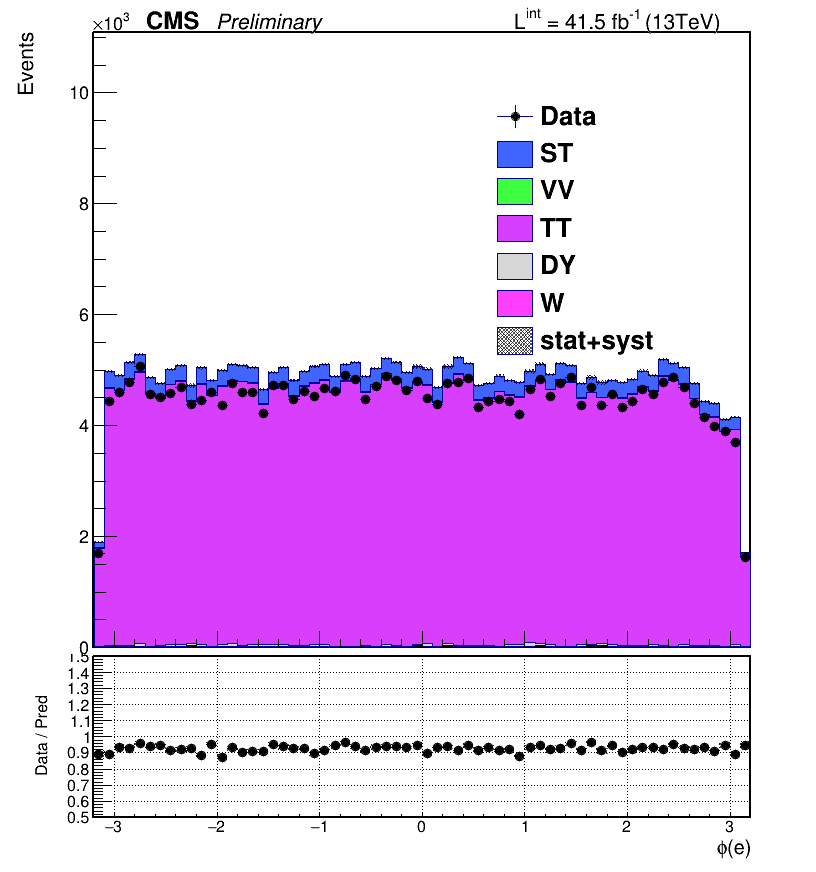 ×10³ CMS Preliminary L^int = 41.5 fb⁻¹ (13TeV)
Events
10
8
6
4
2
0
Data
ST
VV
TT
DY
W
stat+syst
Data / Pred
1.5
1.4
1.3
1.2
1.1
1
0.9
0.8
0.7
0.6
0.5
−3 −2 −1 0 1 2 3
ϕ(e)